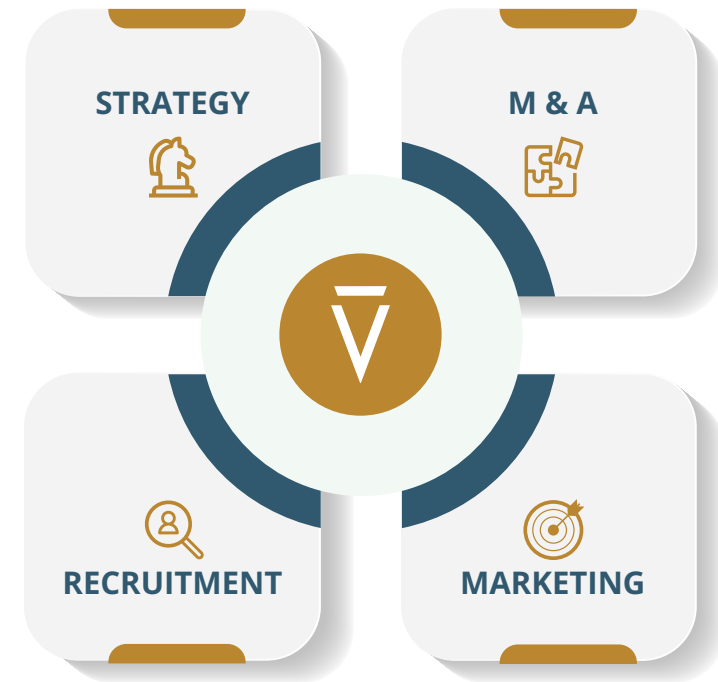 STRATEGY
M & A
V̄
RECRUITMENT
MARKETING